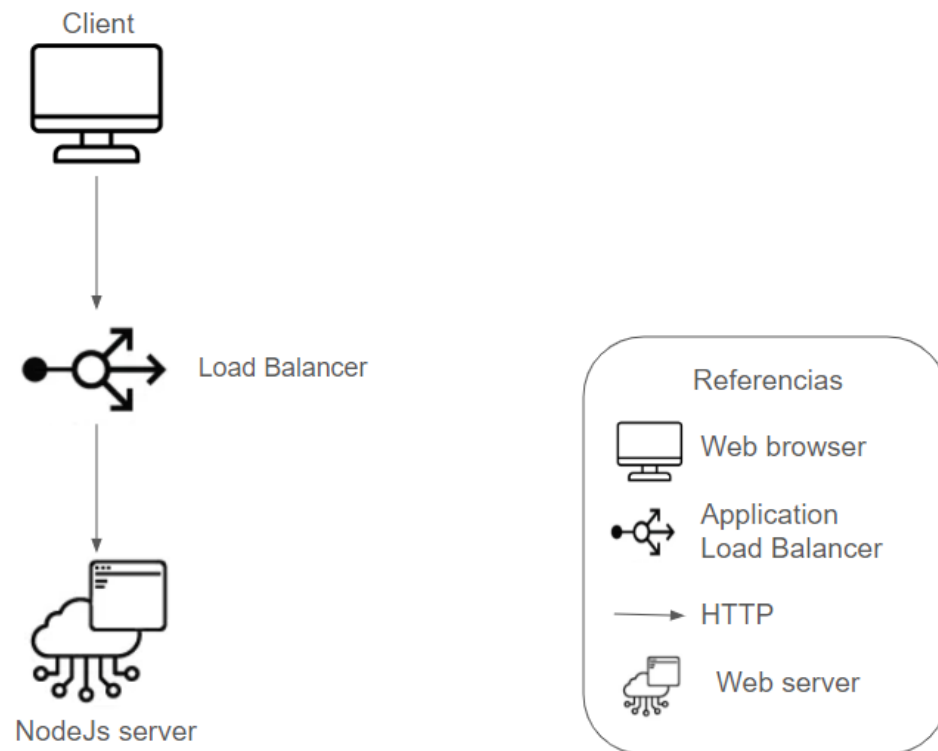 Client
Load Balancer
NodeJs server
Referencias
Web browser
Application
Load Balancer
HTTP
Web server